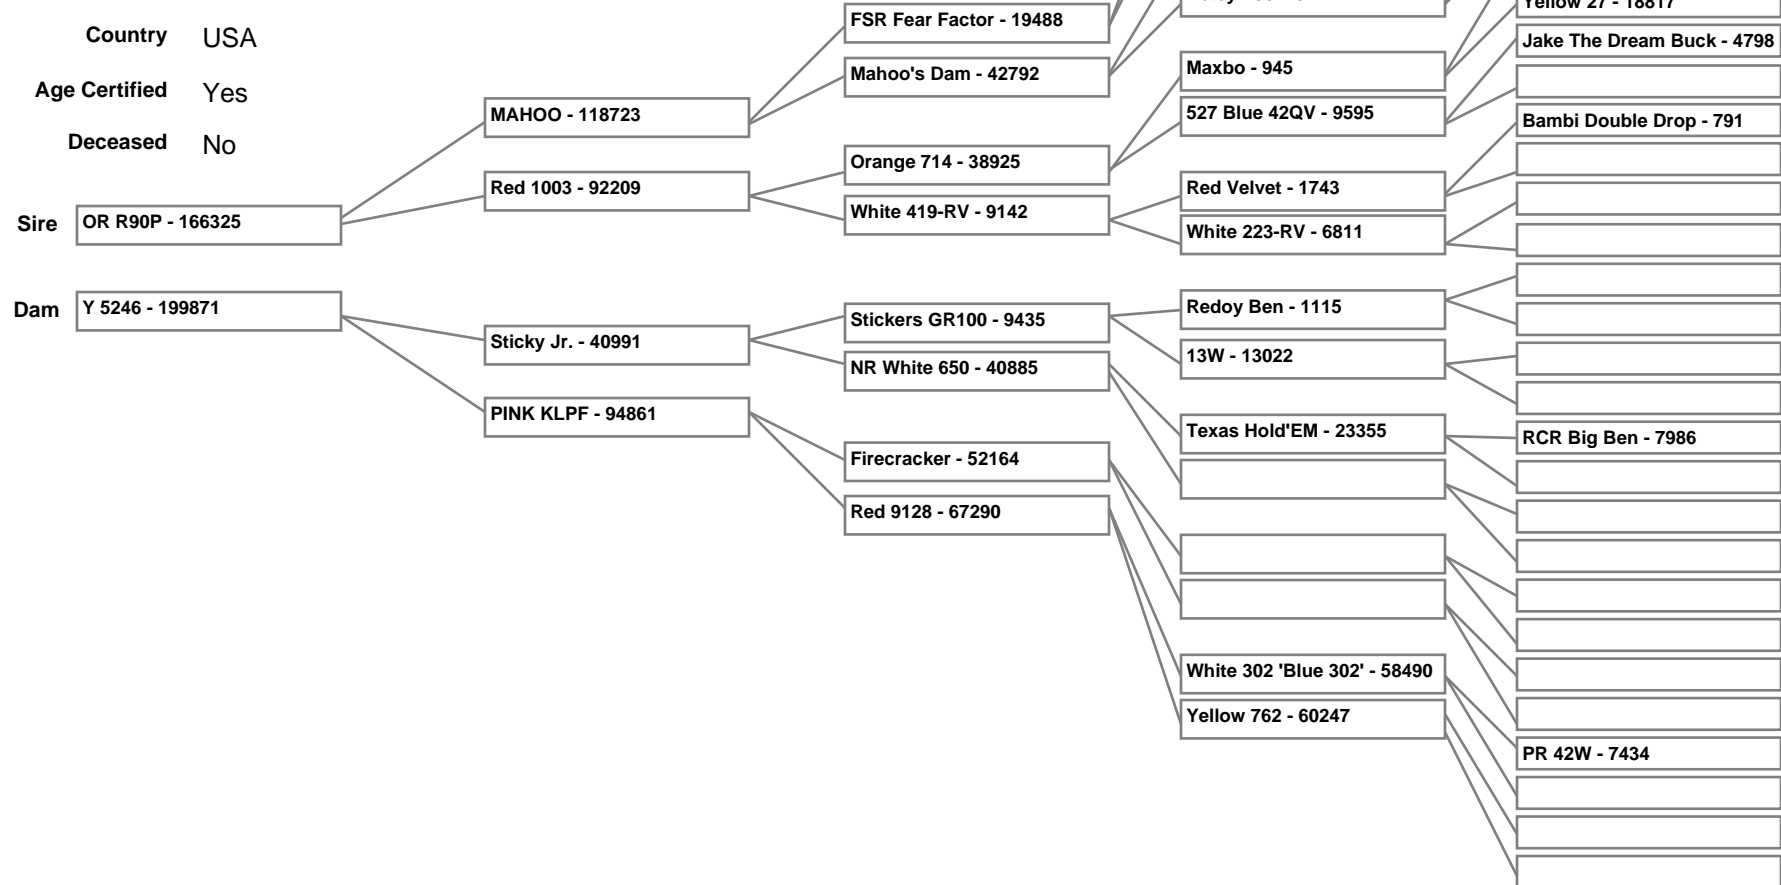 Country USA
Age Certified Yes
Deceased No
Sire OR R90P - 166325
Dam Y 5246 - 199871
MAHOO - 118723
Red 1003 - 92209
Sticky Jr. - 40991
PINK KLPF - 94861
FSR Fear Factor - 19488
Mahoo's Dam - 42792
Orange 714 - 38925
White 419-RV - 9142
Stickers GR100 - 9435
NR White 650 - 40885
Firecracker - 52164
Red 9128 - 67290
Maxbo - 945
527 Blue 42QV - 9595
Red Velvet - 1743
White 223-RV - 6811
Redoy Ben - 1115
13W - 13022
Texas Hold'EM - 23355
White 302 'Blue 302' - 58490
Yellow 762 - 60247
Yellow 27 - 18817
Jake The Dream Buck - 4798
Bambi Double Drop - 791
RCR Big Ben - 7986
PR 42W - 7434